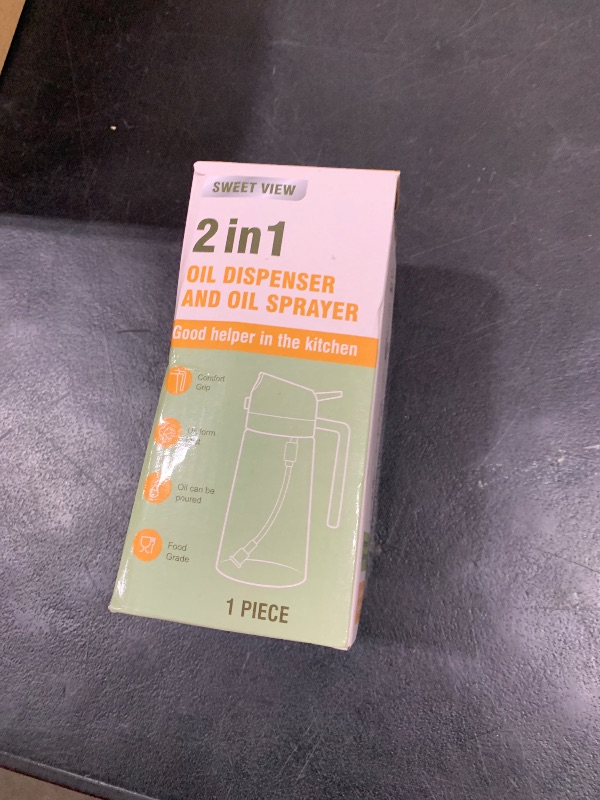 SWEET VIEW
2 in 1
OIL DISPENSER
AND OIL SPRAYER
Good helper in the kitchen
Comfort
Grip
Uniform
Oil can be
poured
Food
Grade
1 PIECE